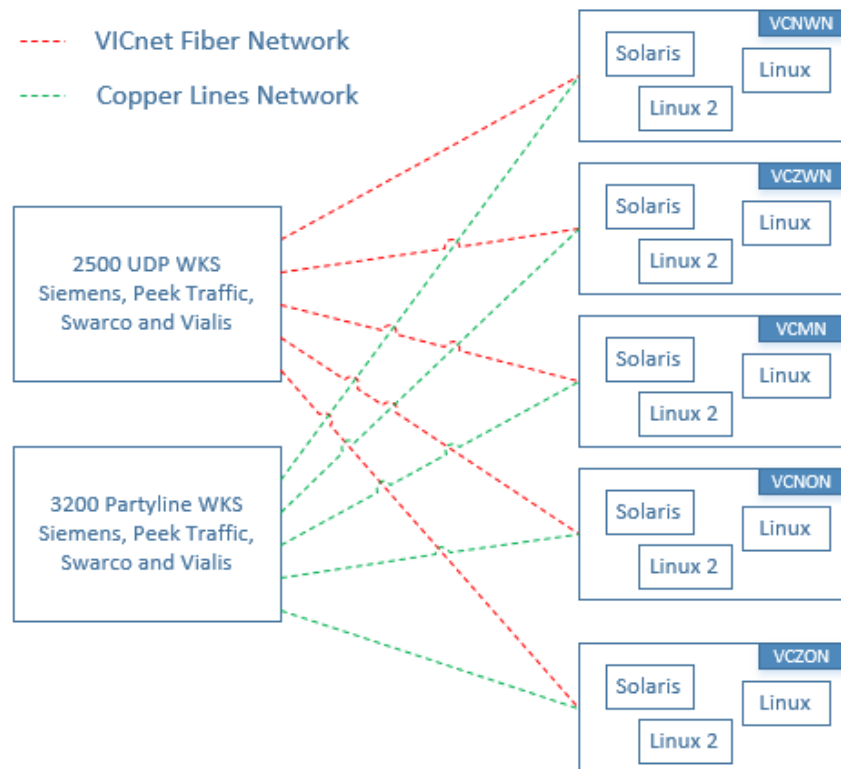 VICnet Fiber Network
Copper Lines Network
2500 UDP WKS
Siemens, Peek Traffic,
Swarco and Vialis
3200 Partyline WKS
Siemens, Peek Traffic,
Swarco and Vialis
VCNWN
Solaris
Linux
Linux 2
VCZWN
Solaris
Linux
Linux 2
VCMN
Solaris
Linux
Linux 2
VCNON
Solaris
Linux
Linux 2
VCZON
Solaris
Linux
Linux 2